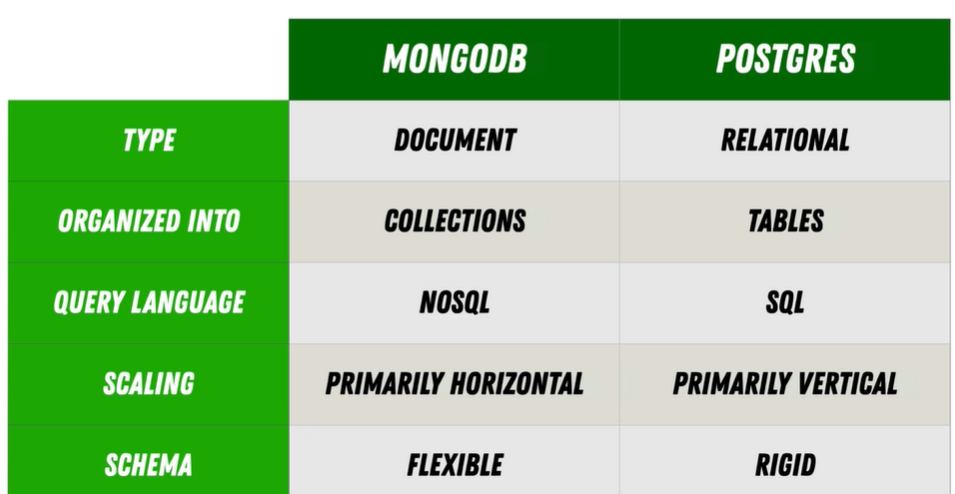 MONGODB POSTGRES
TYPE DOCUMENT RELATIONAL
ORGANIZED INTO COLLECTIONS TABLES
QUERY LANGUAGE NOSQL SQL
SCALING PRIMARILY HORIZONTAL PRIMARILY VERTICAL
SCHEMA FLEXIBLE RIGID